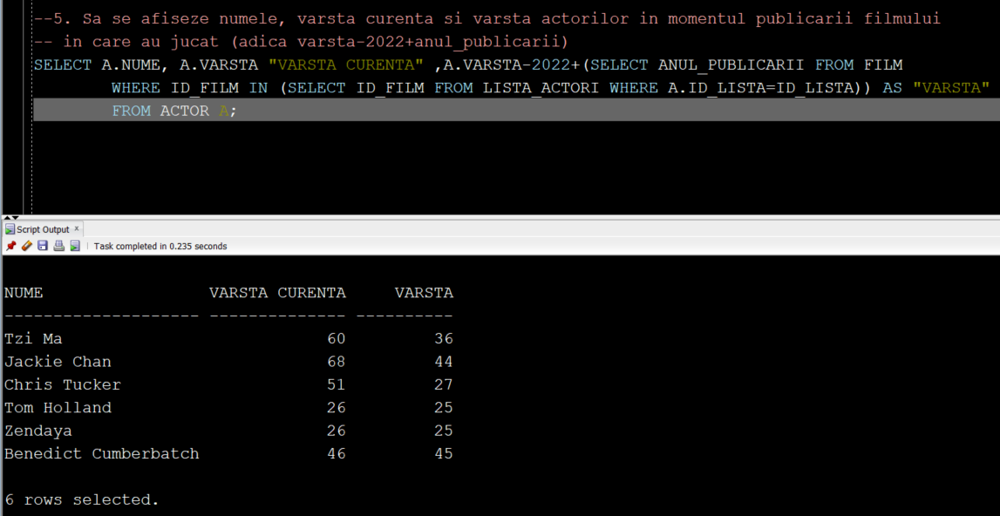 --5. Sa se afiseze numele, varsta curenta si varsta actorilor in momentul publicarii filmului
-- in care au jucat (adica varsta-2022+anul_publicarii)
SELECT A.NUME, A.VARSTA "VARSTA CURENTA" ,A.VARSTA-2022+(SELECT ANUL_PUBLICARII FROM FILM
WHERE ID_FILM IN (SELECT ID_FILM FROM LISTA_ACTORI WHERE A.ID_LISTA=ID_LISTA)) AS "VARSTA"
FROM ACTOR A;
Script Output x
Task completed in 0.235 seconds
NUME VARSTA CURENTA VARSTA
-------------------- -------------- ----------
Tzi Ma 60 36
Jackie Chan 68 44
Chris Tucker 51 27
Tom Holland 26 25
Zendaya 26 25
Benedict Cumberbatch 46 45
6 rows selected.